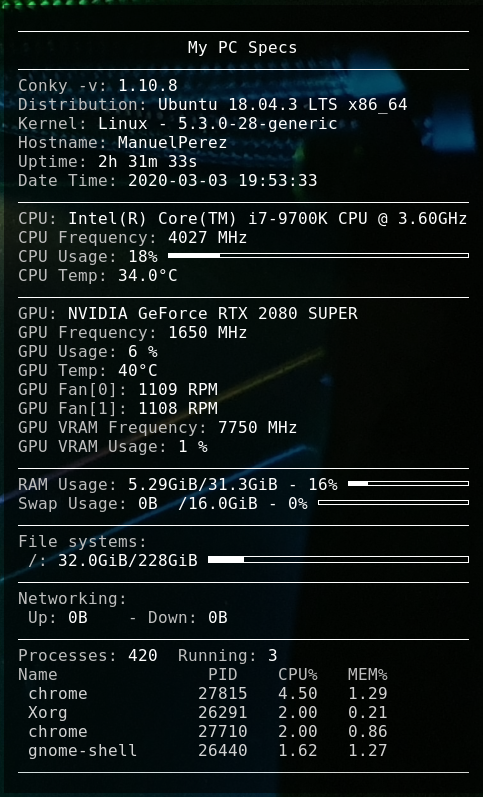 My PC Specs
Conky -v: 1.10.8
Distribution: Ubuntu 18.04.3 LTS x86_64
Kernel: Linux - 5.3.0-28-generic
Hostname: ManuelPerez
Uptime: 2h 31m 33s
Date Time: 2020-03-03 19:53:33
CPU: Intel(R) Core(TM) i7-9700K CPU @ 3.60GHz
CPU Frequency: 4027 MHz
CPU Usage: 18%
CPU Temp: 34.0°C
GPU: NVIDIA GeForce RTX 2080 SUPER
GPU Frequency: 1650 MHz
GPU Usage: 6 %
GPU Temp: 40°C
GPU Fan[0]: 1109 RPM
GPU Fan[1]: 1108 RPM
GPU VRAM Frequency: 7750 MHz
GPU VRAM Usage: 1 %
RAM Usage: 5.29GiB/31.3GiB - 16%
Swap Usage: 0B  /16.0GiB - 0%
File systems:
 /: 32.0GiB/228GiB
Networking:
 Up: 0B    - Down: 0B
Processes: 420  Running: 3
Name               PID    CPU%   MEM%
 chrome           27815   4.50   1.29
 Xorg             26291   2.00   0.21
 chrome           27710   2.00   0.86
 gnome-shell      26440   1.62   1.27